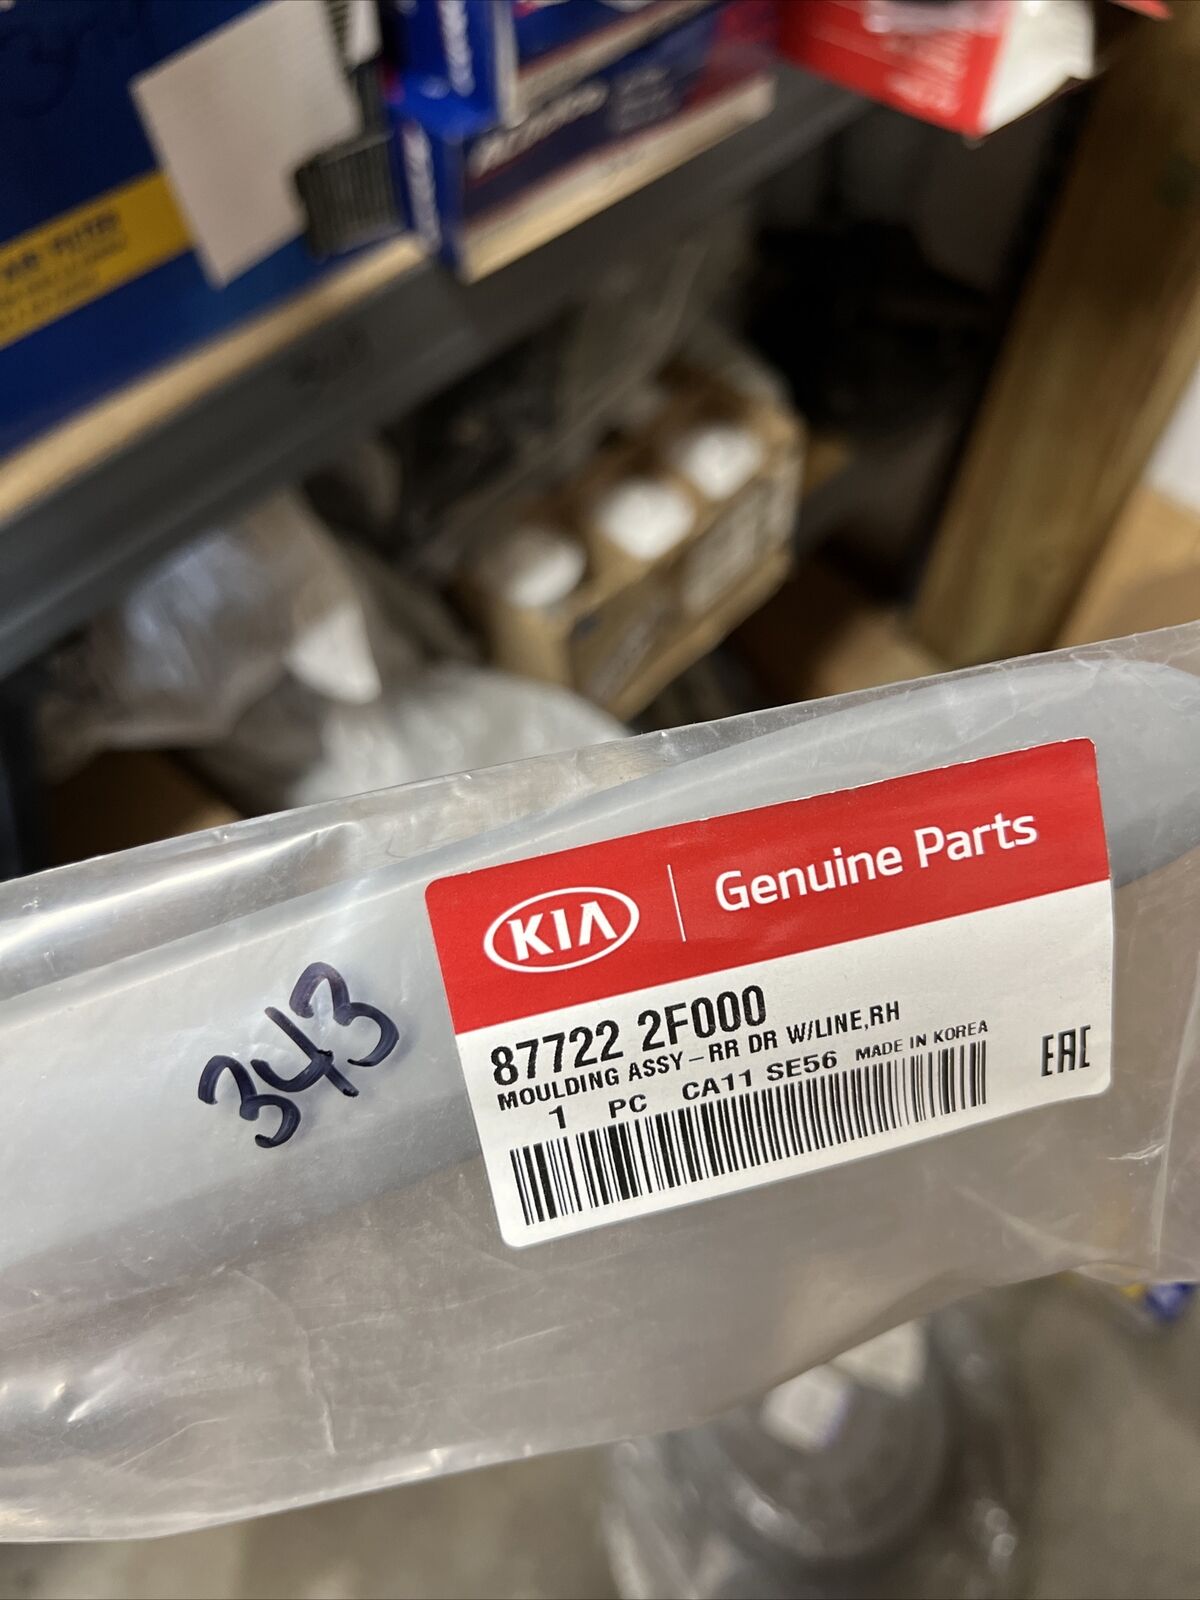 KIA Genuine Parts
87722 2F000
MOULDING ASSY-RR DR W/LINE,RH
1 PC CA11 SE56 MADE IN KOREA
EAC
343